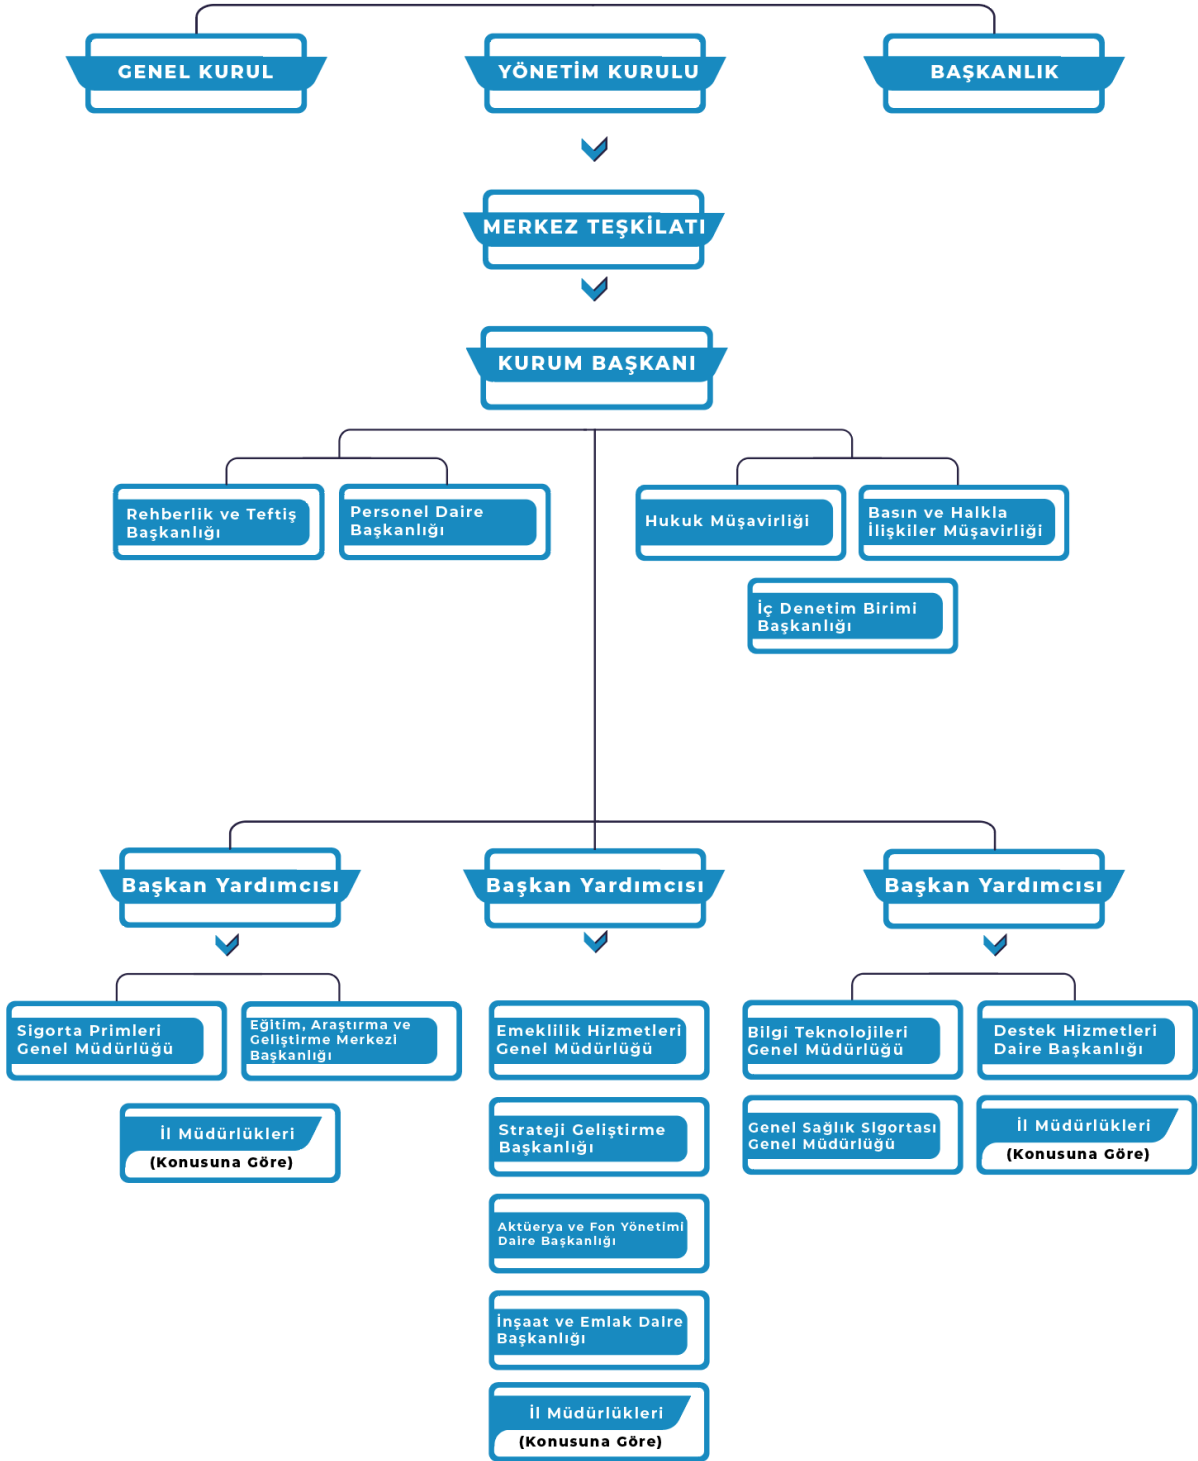 GENEL KURUL
YÖNETİM KURULU
BAŞKANLIK
MERKEZ TEŞKİLATI
KURUM BAŞKANI
Rehberlik ve Teftiş
Başkanlığı
Personel Daire
Başkanlığı
Hukuk Müşavirliği
Basın ve Halkla
İlişkiler Müşavirliği
İç Denetim Birimi
Başkanlığı
Başkan Yardımcısı
Başkan Yardımcısı
Başkan Yardımcısı
Sigorta Primleri
Genel Müdürlüğü
Eğitim, Araştırma ve
Geliştirme Merkezi
Başkanlığı
İl Müdürlükleri
(Konusuna Göre)
Emeklilik Hizmetleri
Genel Müdürlüğü
Strateji Geliştirme
Başkanlığı
Aktüerya ve Fon Yönetimi
Daire Başkanlığı
İnşaat ve Emlak Daİre
Başkanlığı
İl Müdürlükleri
(Konusuna Göre)
Bilgi Teknolojileri
Genel Müdürlüğü
Destek Hizmetleri
Daire Başkanlığı
Genel Sağlık SIgortası
Genel Müdürlüğü
İl Müdürlükleri
(Konusuna Göre)